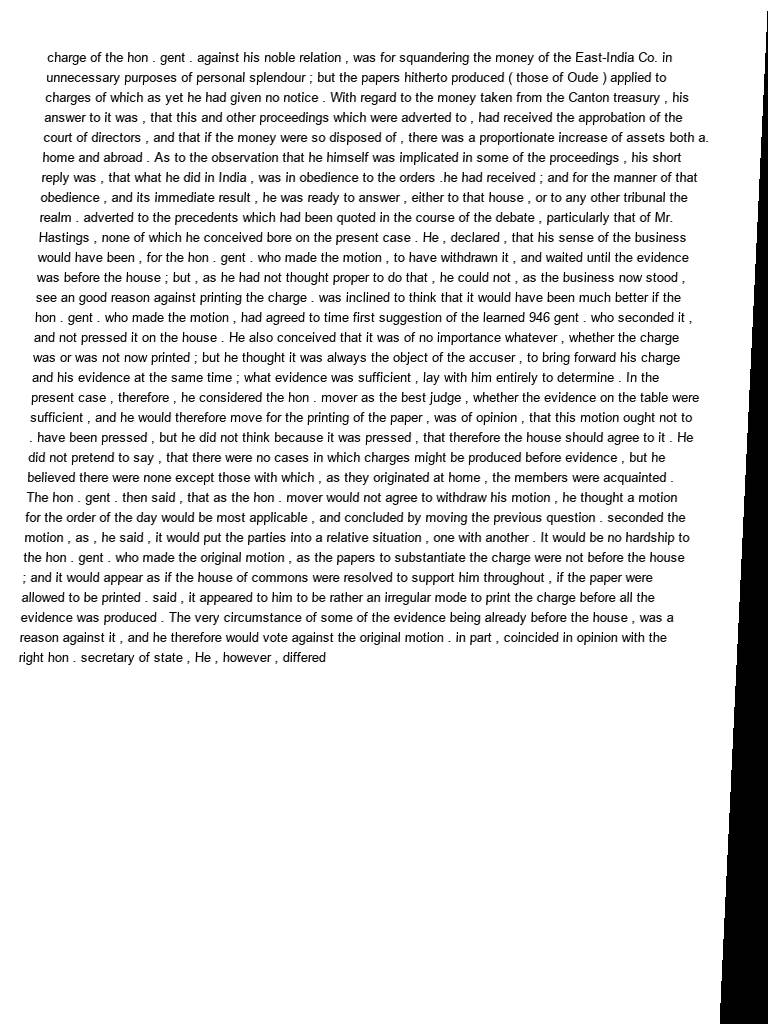 charge of the hon . gent . against his noble relation , was for squandering the money of the East-India Co. in
unnecessary purposes of personal splendour ; but the papers hitherto produced ( those of Oude ) applied to
charges of which as yet he had given no notice . With regard to the money taken from the Canton treasury , his
answer to it was , that this and other proceedings which were adverted to , had received the approbation of the
court of directors , and that if the money were so disposed of , there was a proportionate increase of assets both a.
home and abroad . As to the observation that he himself was implicated in some of the proceedings , his short
reply was , that what he did in India , was in obedience to the orders .he had received ; and for the manner of that
obedience , and its immediate result , he was ready to answer , either to that house , or to any other tribunal the
realm . adverted to the precedents which had been quoted in the course of the debate , particularly that of Mr.
Hastings , none of which he conceived bore on the present case . He , declared , that his sense of the business
would have been , for the hon . gent . who made the motion , to have withdrawn it , and waited until the evidence
was before the house ; but , as he had not thought proper to do that , he could not , as the business now stood ,
see an good reason against printing the charge . was inclined to think that it would have been much better if the
hon . gent . who made the motion , had agreed to time first suggestion of the learned 946 gent . who seconded it ,
and not pressed it on the house . He also conceived that it was of no importance whatever , whether the charge
was or was not now printed ; but he thought it was always the object of the accuser , to bring forward his charge
and his evidence at the same time ; what evidence was sufficient , lay with him entirely to determine . In the
present case , therefore , he considered the hon . mover as the best judge , whether the evidence on the table were
sufficient , and he would therefore move for the printing of the paper , was of opinion , that this motion ought not to
. have been pressed , but he did not think because it was pressed , that therefore the house should agree to it . He
did not pretend to say , that there were no cases in which charges might be produced before evidence , but he
believed there were none except those with which , as they originated at home , the members were acquainted .
The hon . gent . then said , that as the hon . mover would not agree to withdraw his motion , he thought a motion
for the order of the day would be most applicable , and concluded by moving the previous question . seconded the
motion , as , he said , it would put the parties into a relative situation , one with another . It would be no hardship to
the hon . gent . who made the original motion , as the papers to substantiate the charge were not before the house
; and it would appear as if the house of commons were resolved to support him throughout , if the paper were
allowed to be printed . said , it appeared to him to be rather an irregular mode to print the charge before all the
evidence was produced . The very circumstance of some of the evidence being already before the house , was a
reason against it , and he therefore would vote against the original motion . in part , coincided in opinion with the
right hon . secretary of state , He , however , differed